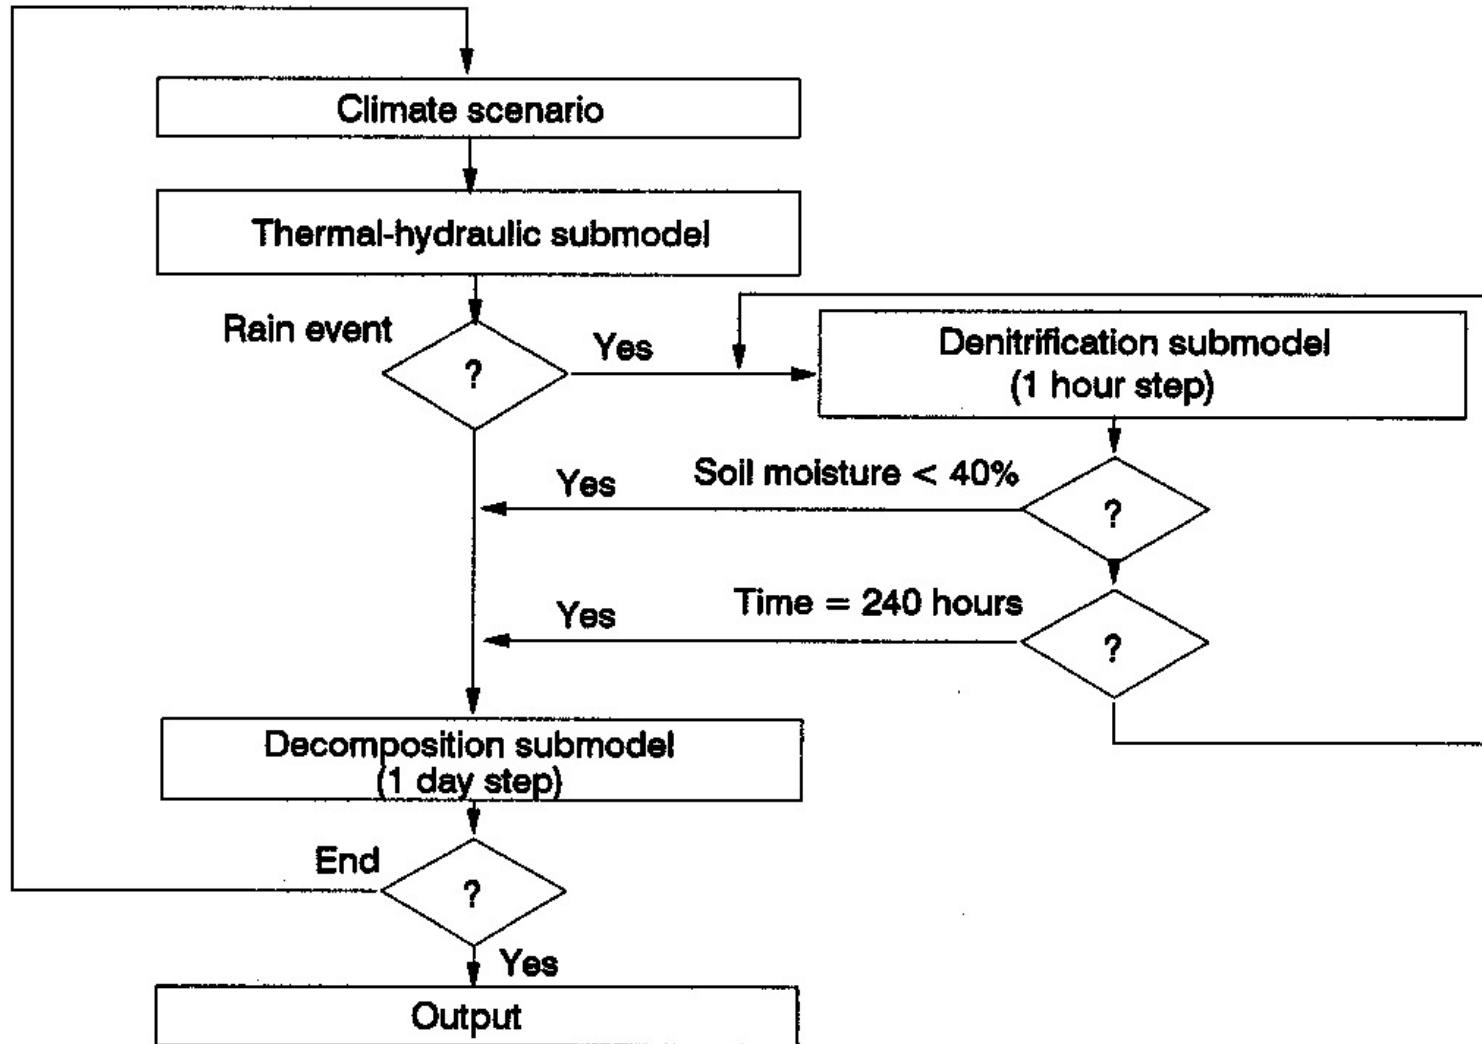 Climate scenario
Thermal-hydraulic submodel
Rain event
?
Yes
Denitrification submodel
(1 hour step)
Soil moisture < 40%
Yes
?
Time = 240 hours
Yes
?
Decomposition submodel
(1 day step)
End
?
Yes
Output